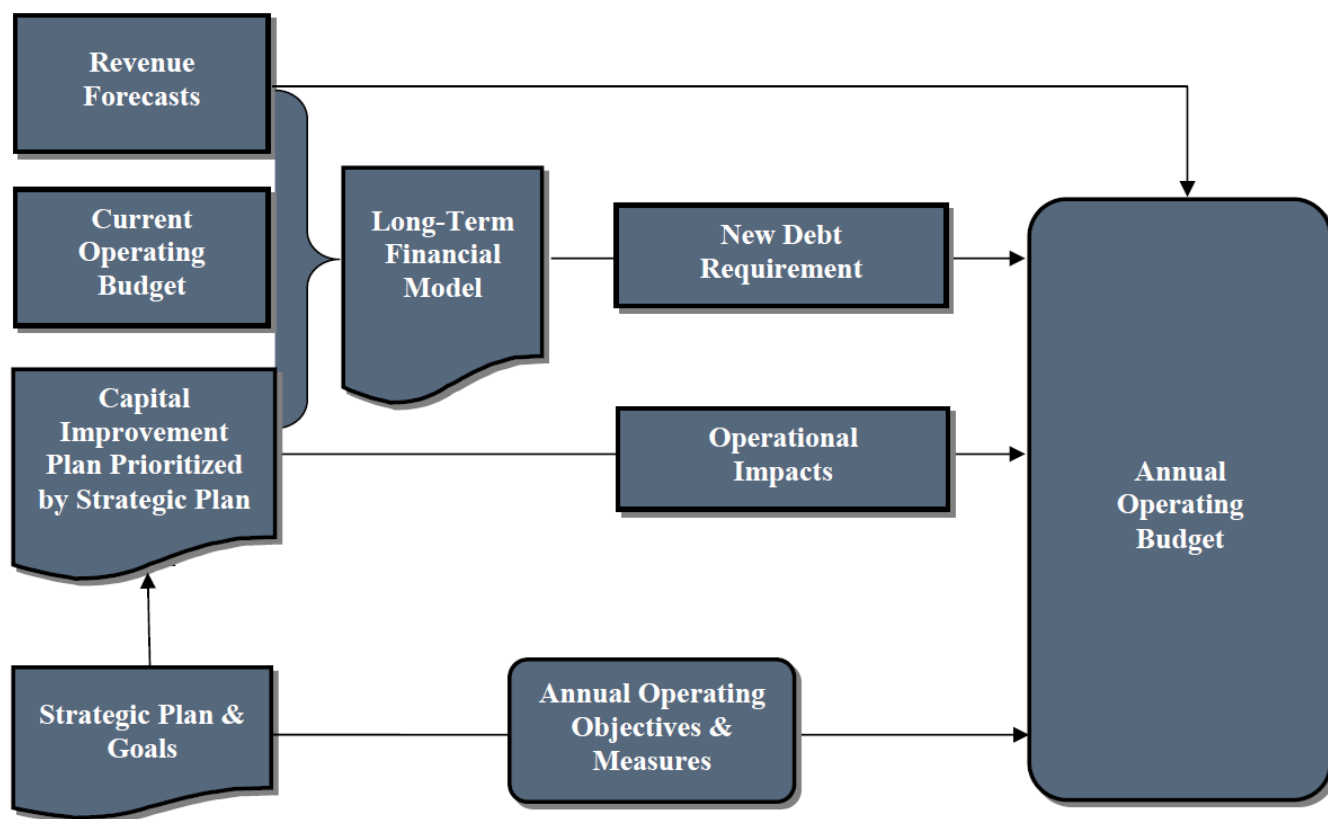 Revenue
Forecasts
Current
Operating
Budget
Long-Term
Financial
Model
New Debt
Requirement
Capital
Improvement
Plan Prioritized
by Strategic Plan
Operational
Impacts
Annual
Operating
Budget
Strategic Plan &
Goals
Annual Operating
Objectives &
Measures